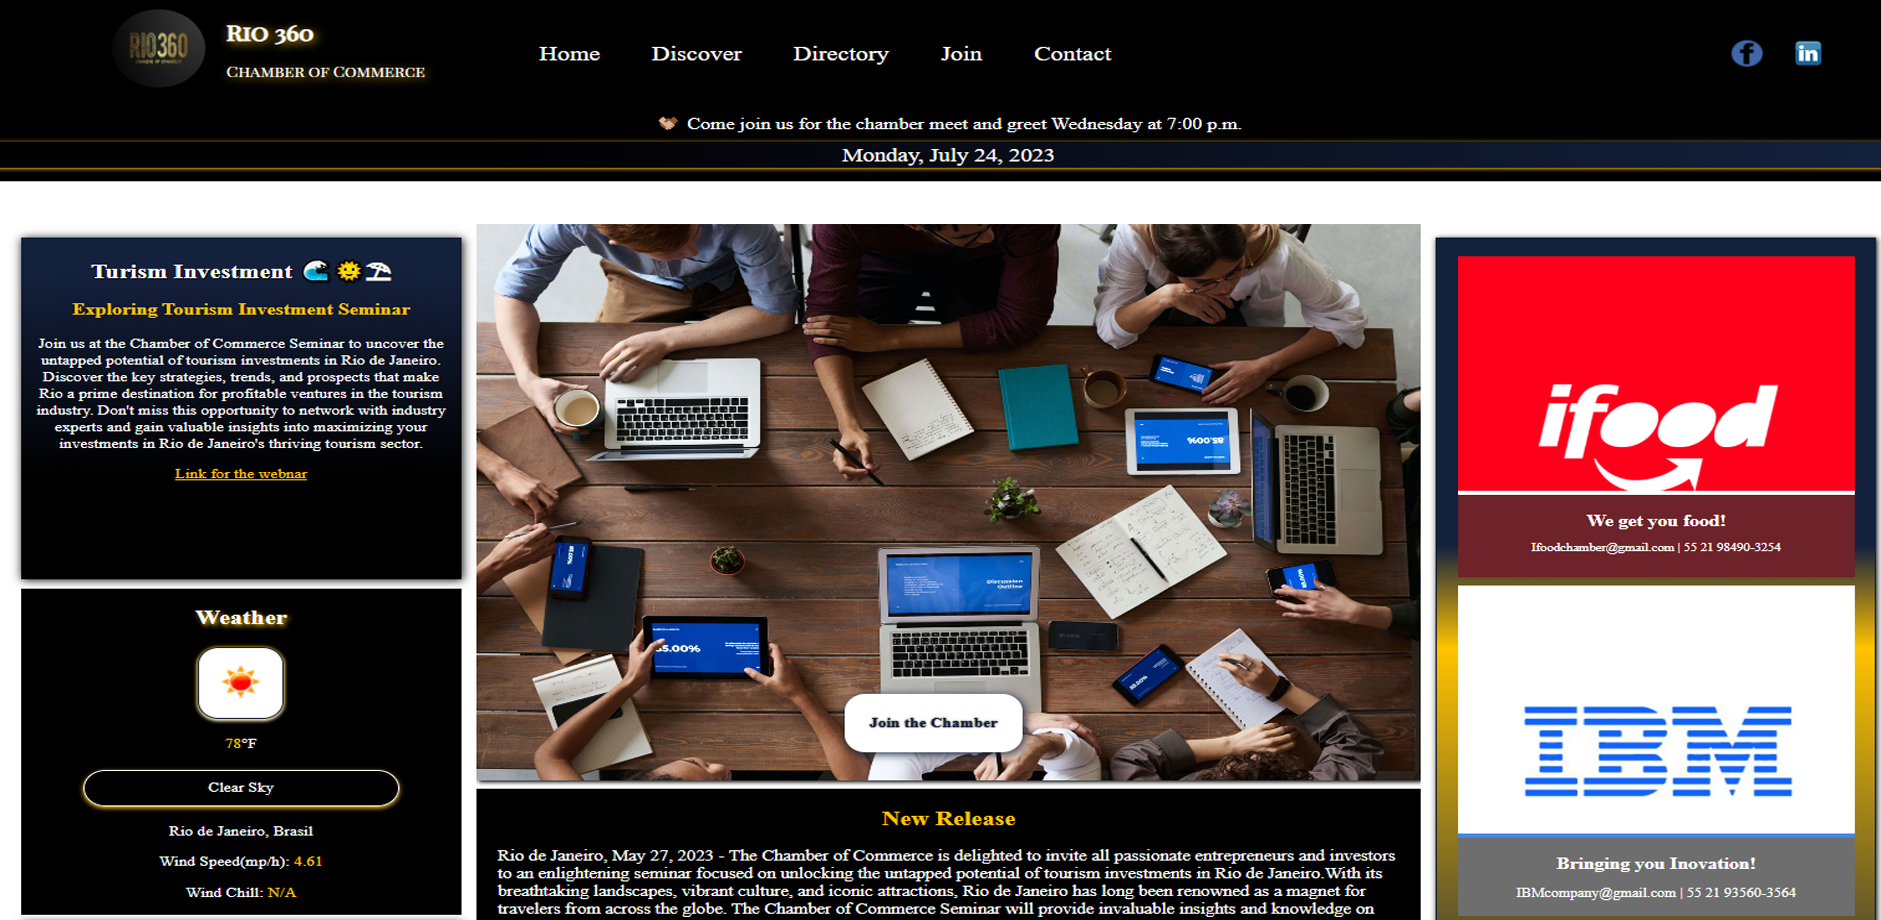 RIO360
RIO 360
CHAMBER OF COMMERCE
Home
Discover
Directory
Join
Contact
Come join us for the chamber meet and greet Wednesday at 7:00 p.m.
Monday, July 24, 2023
Turism Investment
Exploring Tourism Investment Seminar
Join us at the Chamber of Commerce Seminar to uncover the
untapped potential of tourism investments in Rio de Janeiro.
Discover the key strategies, trends, and prospects that make
Rio a prime destination for profitable ventures in the tourism
industry. Don't miss this opportunity to network with industry
experts and gain valuable insights into maximizing your
investments in Rio de Janeiro's thriving tourism sector.
Link for the webnar
Weather
78°F
Clear Sky
Rio de Janeiro, Brasil
Wind Speed(mp/h): 4.61
Wind Chill: N/A
85.00%
Discussion
Outline
Join the Chamber
New Release
Rio de Janeiro, May 27, 2023 - The Chamber of Commerce is delighted to invite all passionate entrepreneurs and investors
to an enlightening seminar focused on unlocking the untapped potential of tourism investments in Rio de Janeiro.With its
breathtaking landscapes, vibrant culture, and iconic attractions, Rio de Janeiro has long been renowned as a magnet for
travelers from across the globe. The Chamber of Commerce Seminar will provide invaluable insights and knowledge on
ifood
We get you food!
Ifoodchamber@gmail.com | 55 21 98490-3254
IBM
Bringing you Inovation!
IBMcompany@gmail.com | 55 21 93560-3564